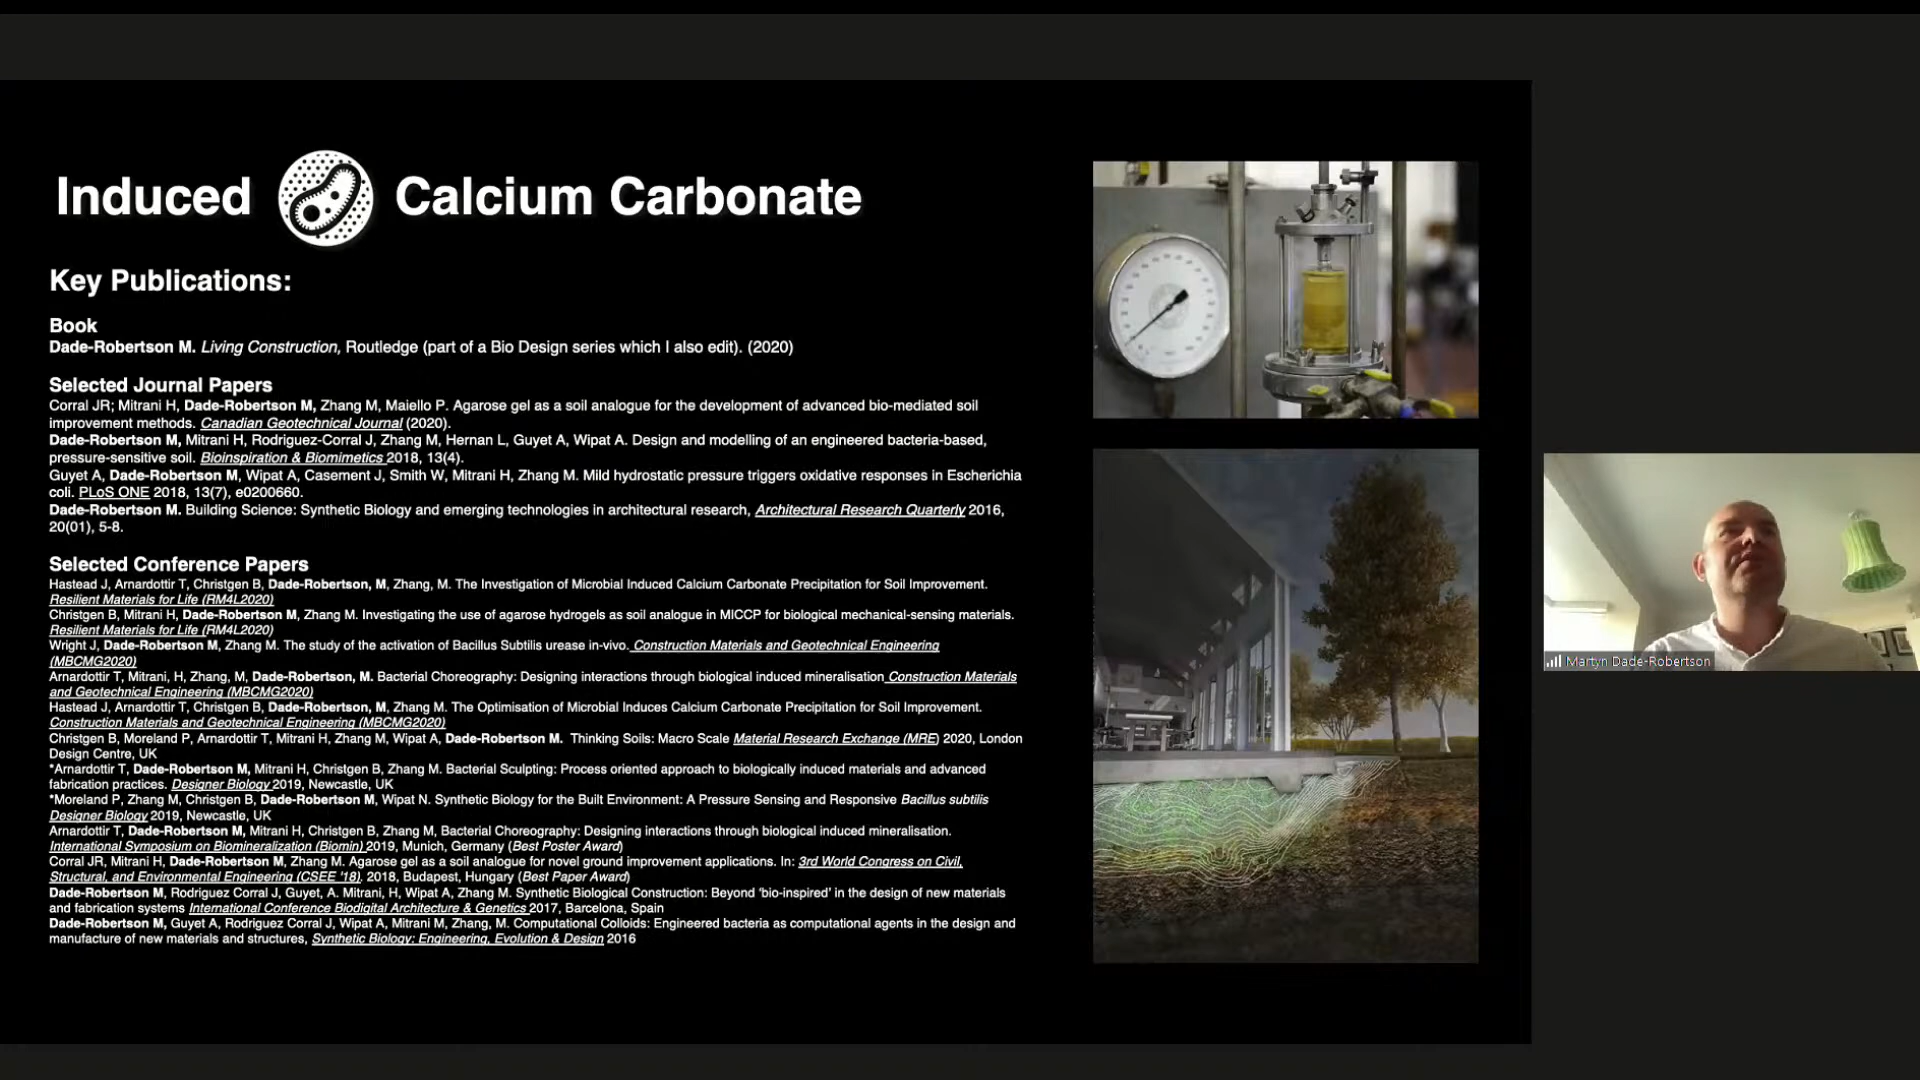 Induced Calcium Carbonate
Key Publications:
Book
Dade-Robertson M. Living Construction, Routledge (part of a Bio Design series which I also edit). (2020)
Selected Journal Papers
Corral JR; Mitrani H, Dade-Robertson M, Zhang M, Maiello P. Agarose gel as a soil analogue for the development of advanced bio-mediated soil
improvement methods. Canadian Geotechnical Journal (2020).
Dade-Robertson M, Mitrani H, Rodriguez-Corral J, Zhang M, Hernan L, Guyet A, Wipat A. Design and modelling of an engineered bacteria-based,
pressure-sensitive soil. Bioinspiration & Biomimetics 2018, 13(4).
Guyet A, Dade-Robertson M, Wipat A, Casement J, Smith W, Mitrani H, Zhang M. Mild hydrostatic pressure triggers oxidative responses in Escherichia
coli. PLoS ONE 2018, 13(7), e0200660.
Dade-Robertson M. Building Science: Synthetic Biology and emerging technologies in architectural research, Architectural Research Quarterly 2016,
20(01), 5-8.
Selected Conference Papers
Hastead J, Arnardottir T, Christgen B, Dade-Robertson, M, Zhang, M. The Investigation of Microbial Induced Calcium Carbonate Precipitation for Soil Improvement.
Resilient Materials for Life (RM4L2020)
Christgen B, Mitrani H, Dade-Robertson M, Zhang M. Investigating the use of agarose hydrogels as soil analogue in MICCP for biological mechanical-sensing materials.
Resilient Materials for Life (RM4L2020)
Wright J, Dade-Robertson M, Zhang M. The study of the activation of Bacillus Subtilis urease in-vivo. Construction Materials and Geotechnical Engineering
(MBCMG2020)
Arnardottir T, Mitrani, H, Zhang, M, Dade-Robertson, M. Bacterial Choreography: Designing interactions through biological induced mineralisation Construction Materials
and Geotechnical Engineering (MBCMG2020)
Hastead J, Arnardottir T, Christgen B, Dade-Robertson, M, Zhang M. The Optimisation of Microbial Induces Calcium Carbonate Precipitation for Soil Improvement.
Construction Materials and Geotechnical Engineering (MBCMG2020)
Christgen B, Moreland P, Arnardottir T, Mitrani H, Zhang M, Wipat A, Dade-Robertson M. Thinking Soils: Macro Scale Material Research Exchange (MRE) 2020, London
Design Centre, UK
*Arnardottir T, Dade-Robertson M, Mitrani H, Christgen B, Zhang M. Bacterial Sculpting: Process oriented approach to biologically induced materials and advanced
fabrication practices. Designer Biology 2019, Newcastle, UK
*Moreland P, Zhang M, Christgen B, Dade-Robertson M, Wipat N. Synthetic Biology for the Built Environment: A Pressure Sensing and Responsive Bacillus subtilis
Designer Biology 2019, Newcastle, UK
Arnardottir T, Dade-Robertson M, Mitrani H, Christgen B, Zhang M, Bacterial Choreography: Designing interactions through biological induced mineralisation.
International Symposium on Biomineralization (Biomin) 2019, Munich, Germany (Best Poster Award)
Corral JR, Mitrani H, Dade-Robertson M, Zhang M. Agarose gel as a soil analogue for novel ground improvement applications. In: 3rd World Congress on Civil,
Structural, and Environmental Engineering (CSEE '18). 2018, Budapest, Hungary (Best Paper Award)
Dade-Robertson M, Rodriguez Corral J, Guyet, A. Mitrani, H, Wipat A, Zhang M. Synthetic Biological Construction: Beyond ‘bio-inspired’ in the design of new materials
and fabrication systems International Conference Biodigital Architecture & Genetics 2017, Barcelona, Spain
Dade-Robertson M, Guyet A, Rodriguez Corral J, Wipat A, Mitrani M, Zhang, M. Computational Colloids: Engineered bacteria as computational agents in the design and
manufacture of new materials and structures, Synthetic Biology: Engineering, Evolution & Design 2016
Martyn Dade-Robertson